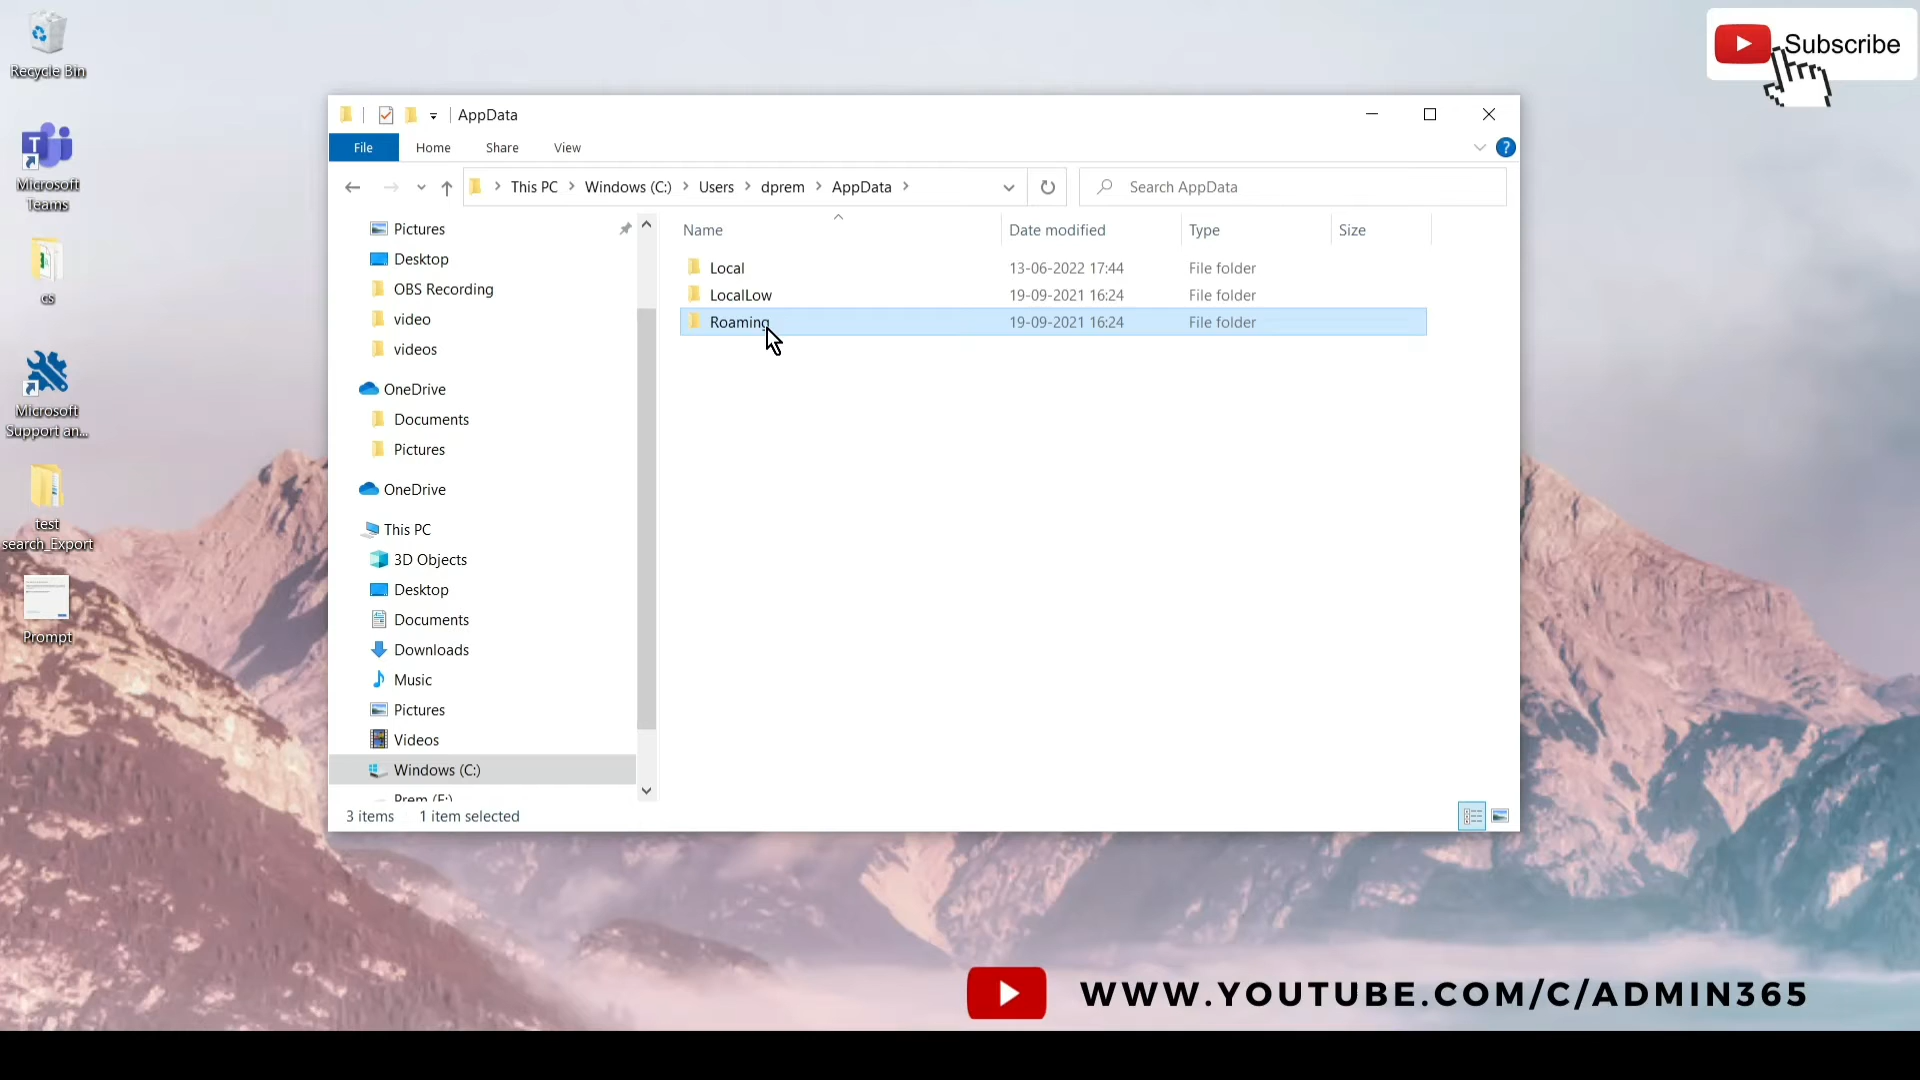 Recycle Bin
Microsoft
Teams
cs
Microsoft
Support an...
test
search_Export
Prompt
Subscribe
AppData
File
Home
Share
View
?
This PC
Windows (C:)
Users
dprem
AppData
Search AppData
Pictures
Desktop
OBS Recording
video
videos
OneDrive
Documents
Pictures
OneDrive
This PC
3D Objects
Desktop
Documents
Downloads
Music
Pictures
Videos
Windows (C:)
Prem (F:)
Name
Date modified
Type
Size
Local
13-06-2022 17:44
File folder
LocalLow
19-09-2021 16:24
File folder
Roaming
19-09-2021 16:24
File folder
3 items
1 item selected
WWW.YOUTUBE.COM/C/ADMIN365